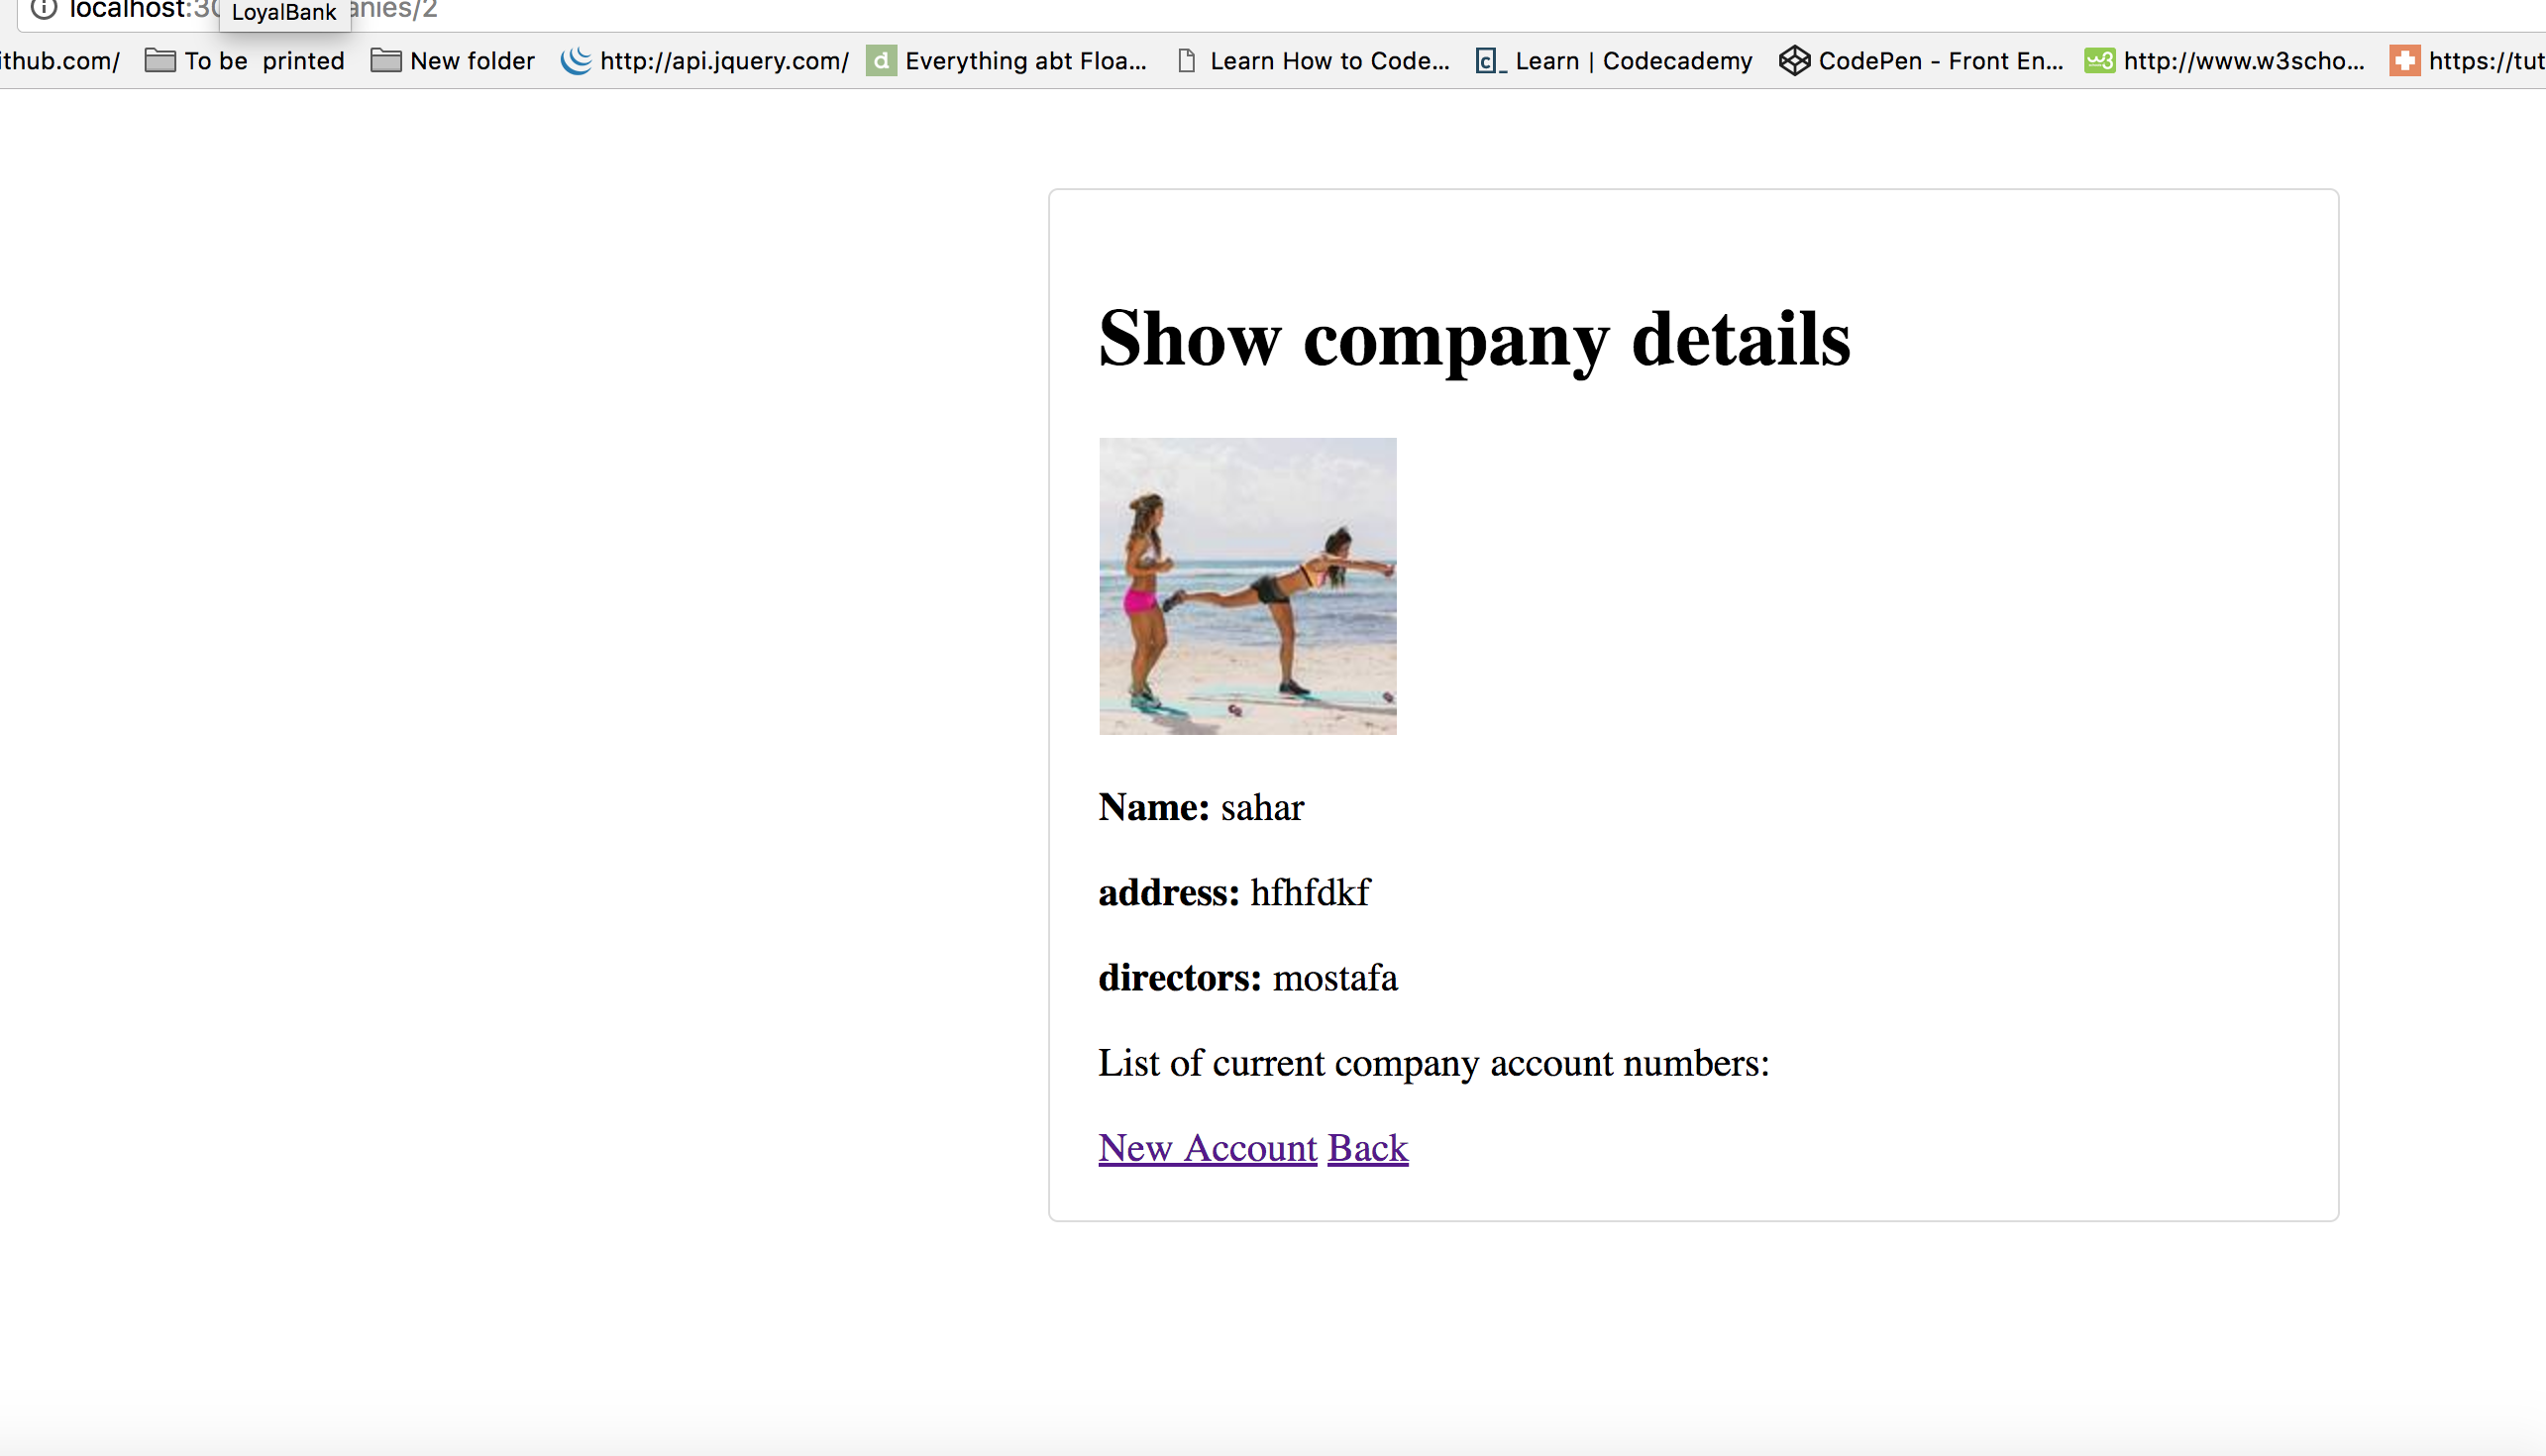 localhost:30 LoyalBank anies/2
ithub.com/ To be printed New folder http://api.jquery.com/ Everything abt Floa... Learn How to Code... Learn | Codecademy CodePen - Front En... http://www.w3scho... https://tut
Show company details
Name: sahar
address: hfhfdkf
directors: mostafa
List of current company account numbers:
New Account Back